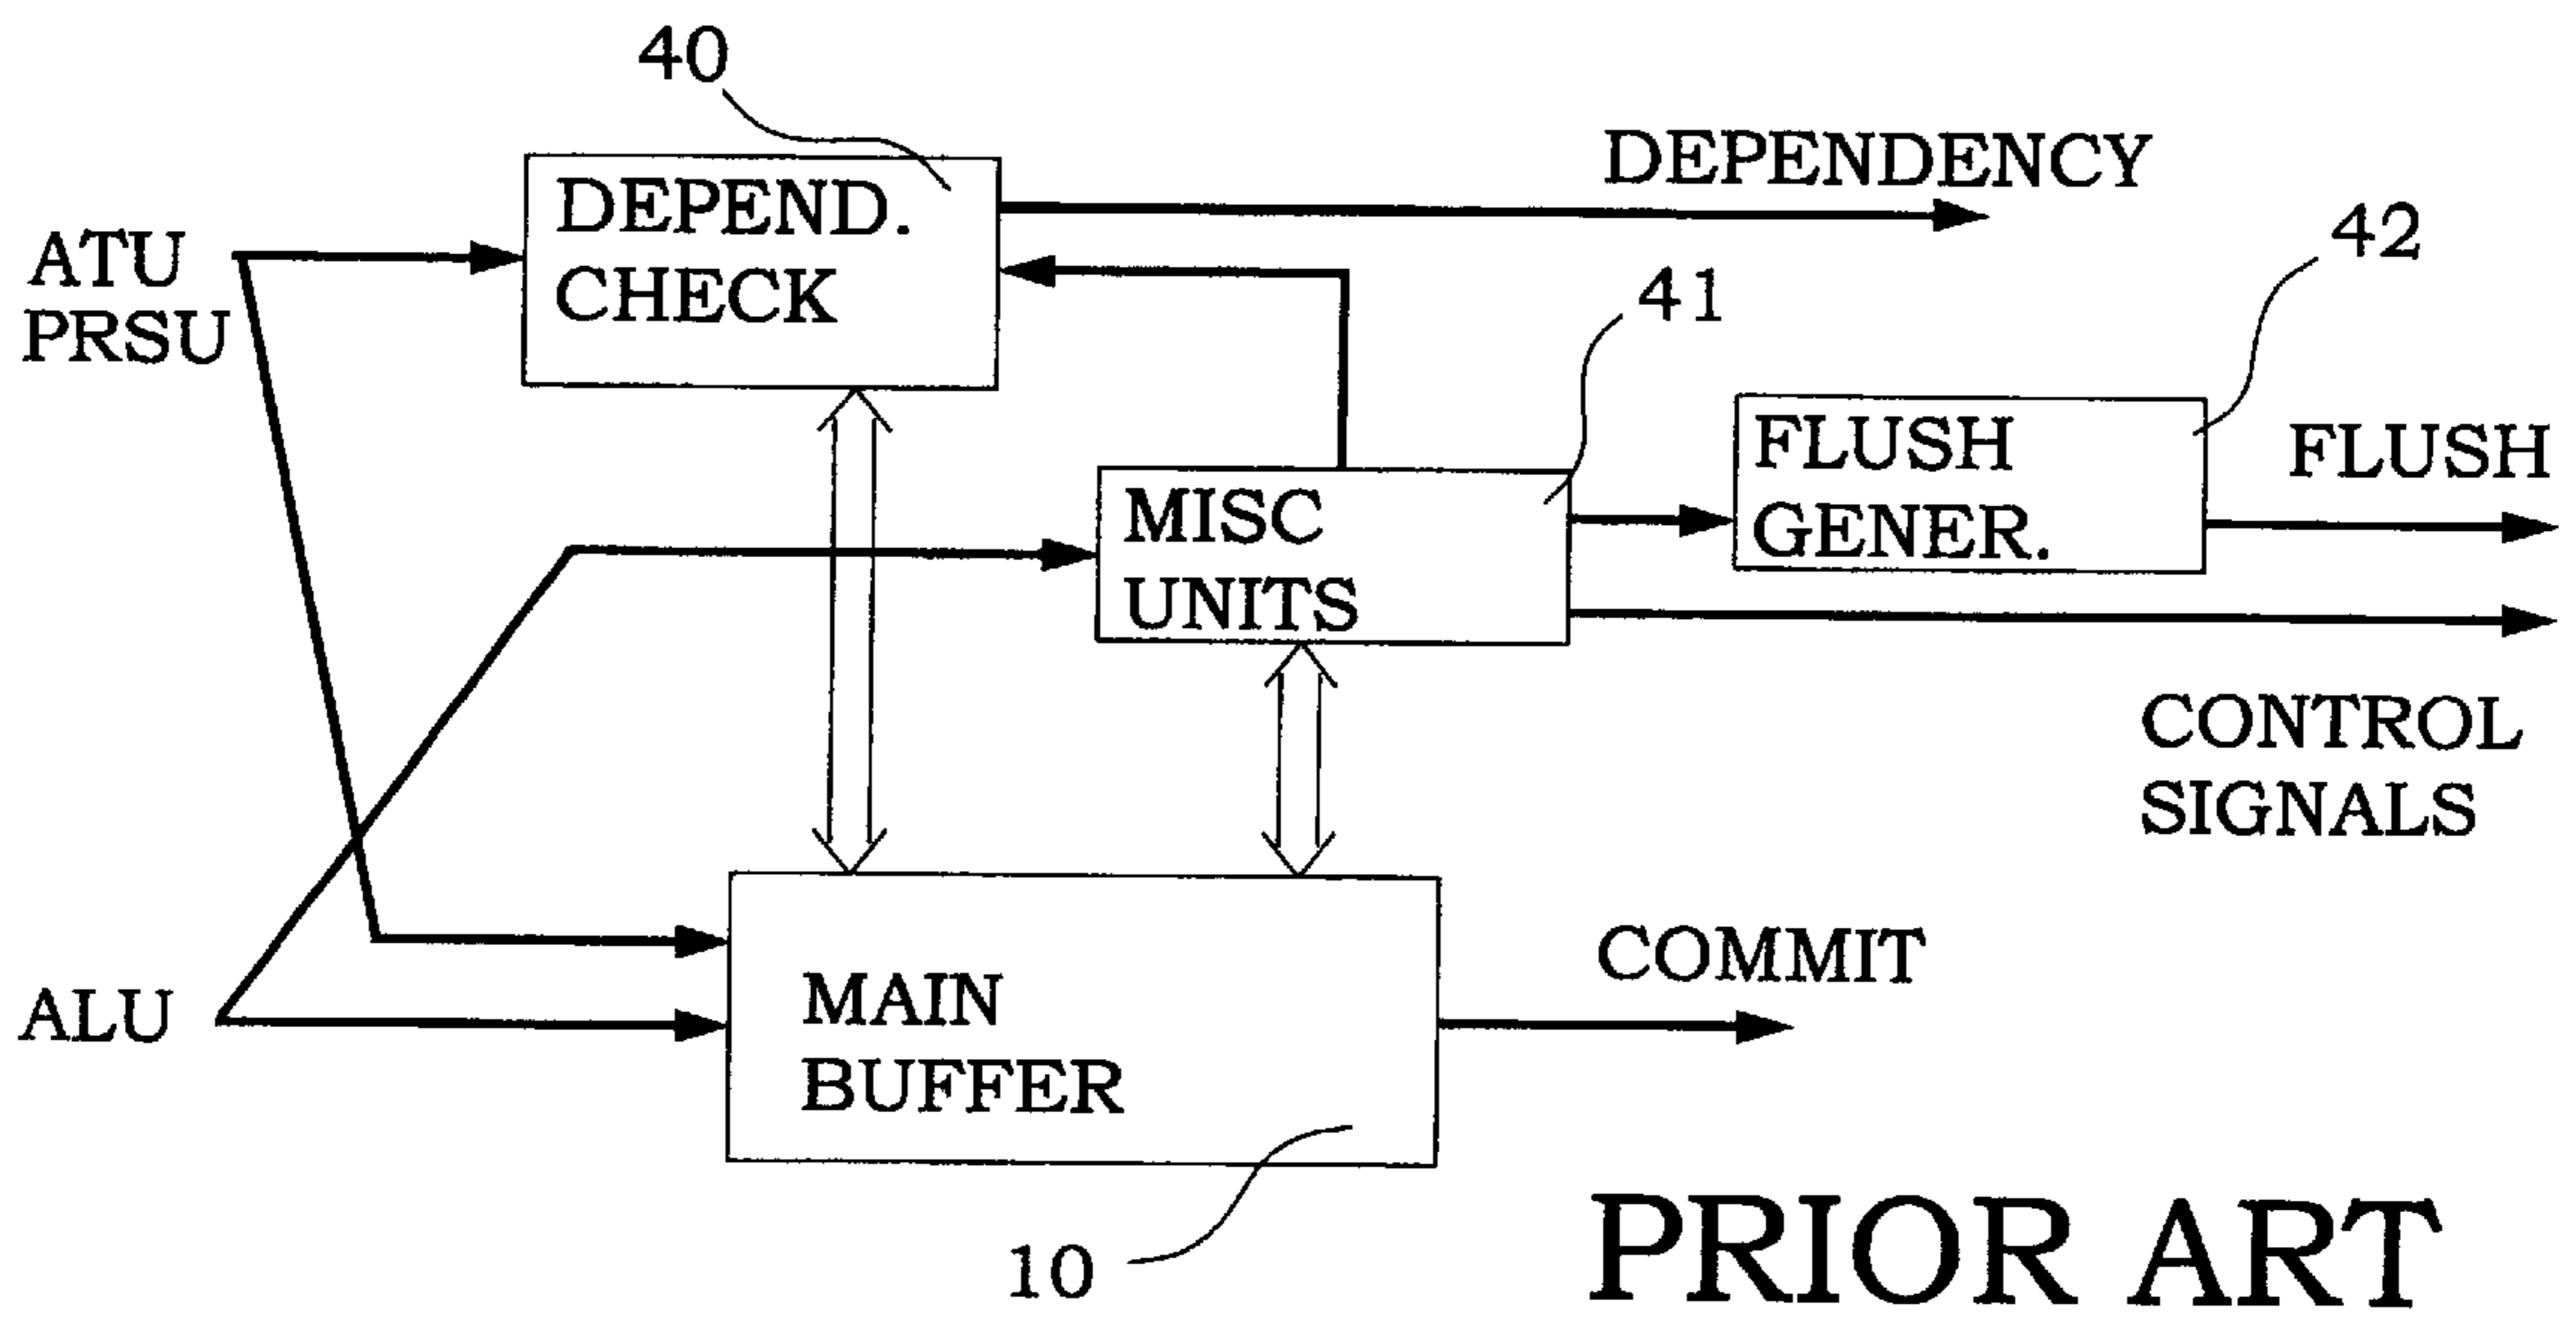 40
DEPENDENCY
DEPEND.
CHECK
ATU
PRSU
42
41
FLUSH
GENER.
FLUSH
MISC
UNITS
CONTROL
SIGNALS
COMMIT
MAIN
BUFFER
ALU
10
PRIOR ART